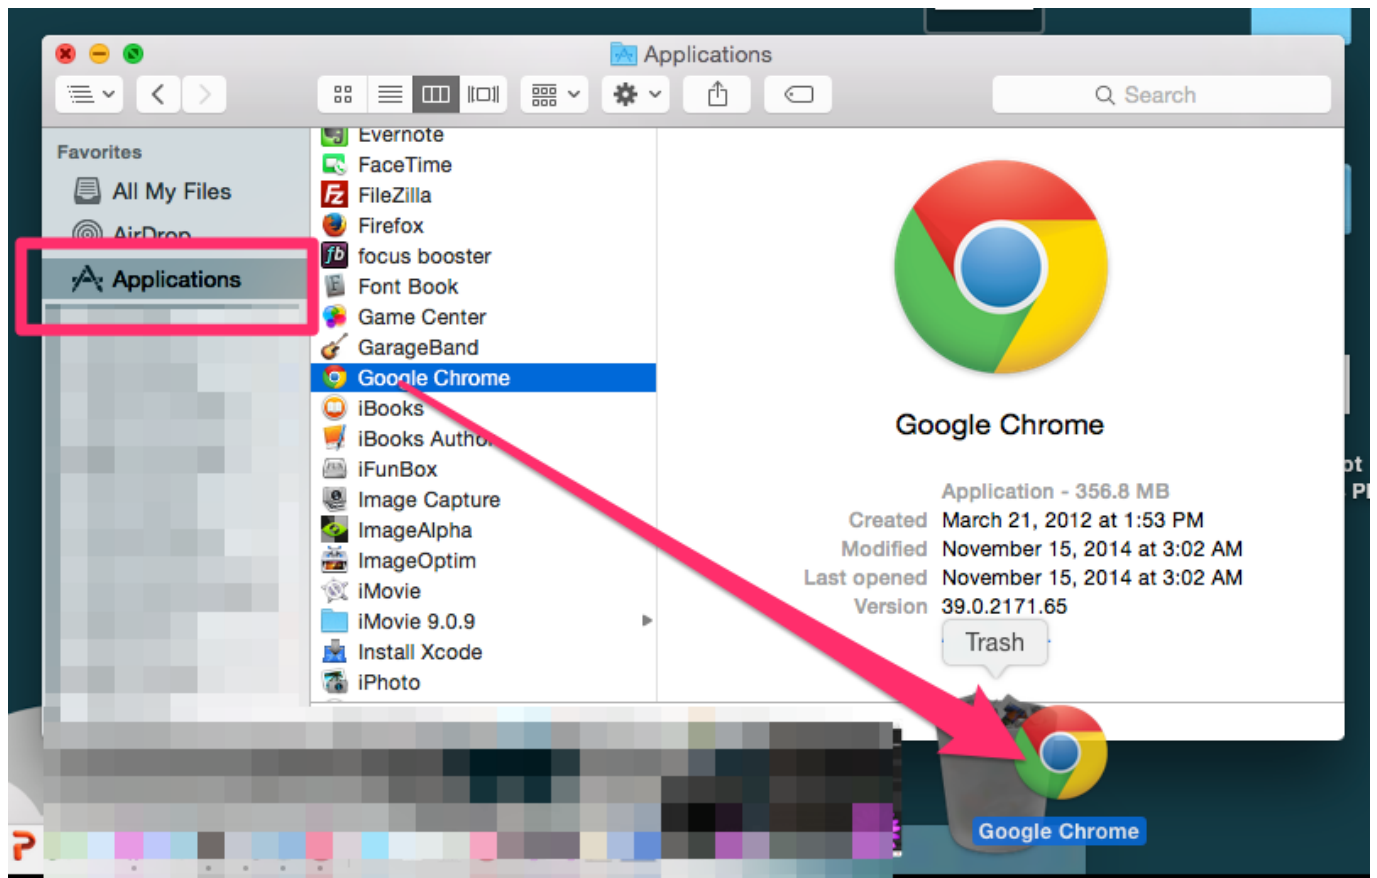 Applications
Search
Favorites
All My Files
AirDrop
Applications
Evernote
FaceTime
FileZilla
Firefox
focus booster
Font Book
Game Center
GarageBand
Google Chrome
iBooks
iBooks Author
iFunBox
Image Capture
ImageAlpha
ImageOptim
iMovie
iMovie 9.0.9
Install Xcode
iPhoto
Google Chrome
Application - 356.8 MB
Created March 21, 2012 at 1:53 PM
Modified November 15, 2014 at 3:02 AM
Last opened November 15, 2014 at 3:02 AM
Version 39.0.2171.65
Trash
Google Chrome